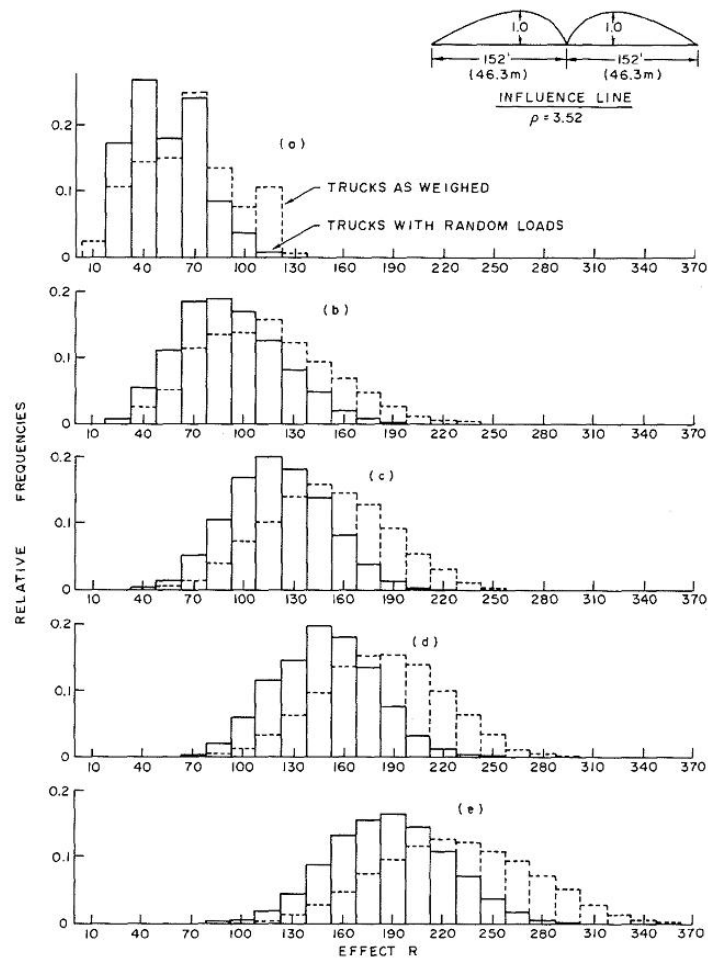 1.0 1.0
152' 152'
(46.3m) (46.3m)
INFLUENCE LINE
ρ = 3.52
0.2
(a)
TRUCKS AS WEIGHED
0.1
TRUCKS WITH RANDOM LOADS
0
10 40 70 100 130 160 190 220 250 280 310 340 370
0.2
(b)
0.1
0
10 40 70 100 130 160 190 220 250 280 310 340 370
RELATIVE FREQUENCIES
0.2
(c)
0.1
0
10 40 70 100 130 160 190 220 250 280 310 340 370
0.2
(d)
0.1
0
10 40 70 100 130 160 190 220 250 280 310 340 370
0.2
(e)
0.1
0
10 40 70 100 130 160 190 220 250 280 310 340 370
EFFECT R